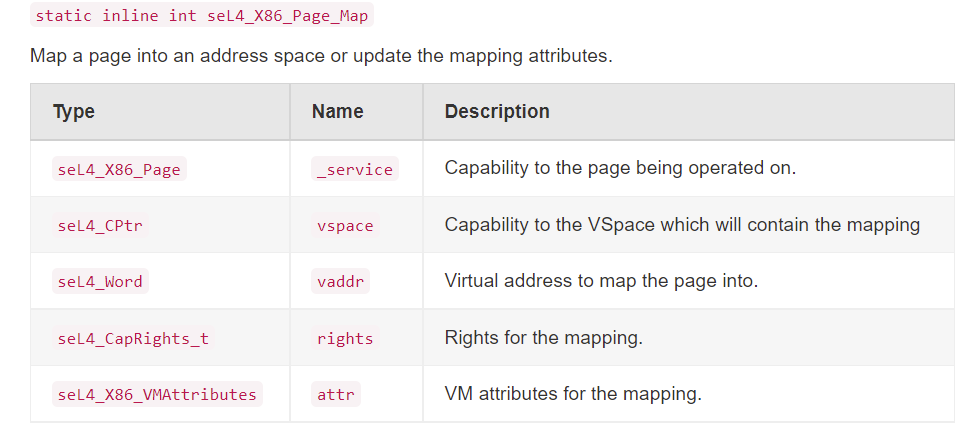 static inline int seL4_X86_Page_Map
Map a page into an address space or update the mapping attributes.
Type Name Description
seL4_X86_Page _service Capability to the page being operated on.
seL4_CPtr vspace Capability to the VSpace which will contain the mapping
seL4_Word vaddr Virtual address to map the page into.
seL4_CapRights_t rights Rights for the mapping.
seL4_X86_VMAttributes attr VM attributes for the mapping.